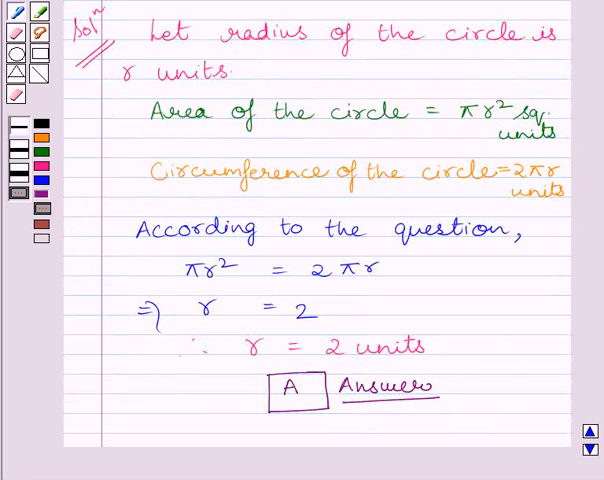 Solⁿ Let radius of the circle is
r units.
Area of the circle = πr² sq. units
Circumference of the circle = 2πr units
According to the question,
πr² = 2πr
⇒ r = 2
∴ r = 2 units
A Answer